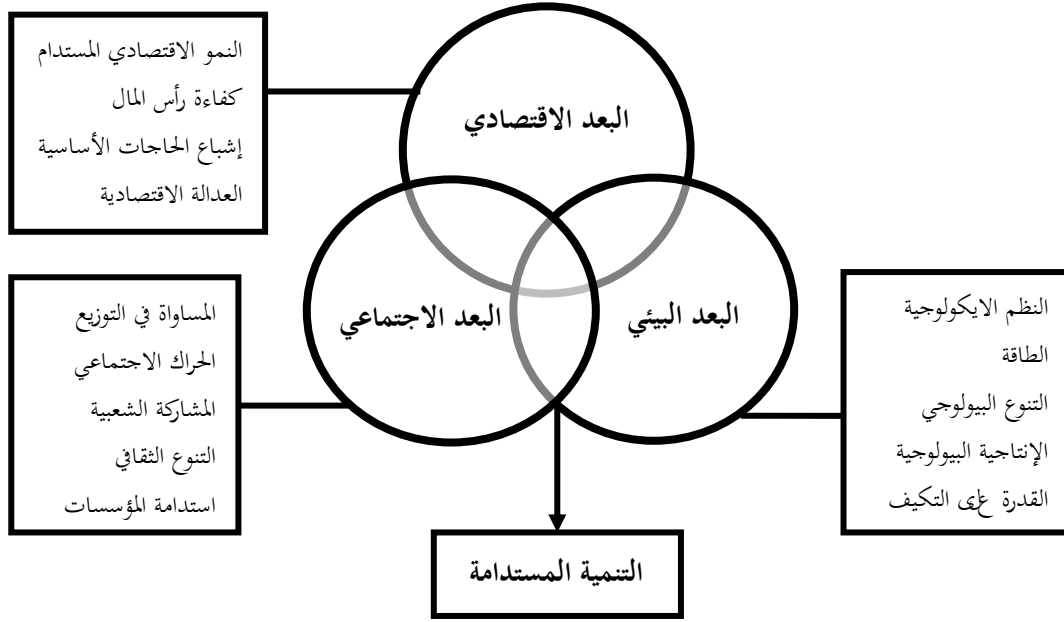 النمو الاقتصادي المستدام
كفاءة رأس المال
إشباع الحاجات الأساسية
العدالة الاقتصادية
البعد الاقتصادي
البعد البيئي
البعد الاجتماعي
المساواة في التوزيع
الحراك الاجتماعي
المشاركة الشعبية
التنوع الثقافي
استدامة المؤسسات
النظم الايكولوجية
الطاقة
التنوع البيولوجي
الإنتاجية البيولوجية
القدرة على التكيف
التنمية المستدامة